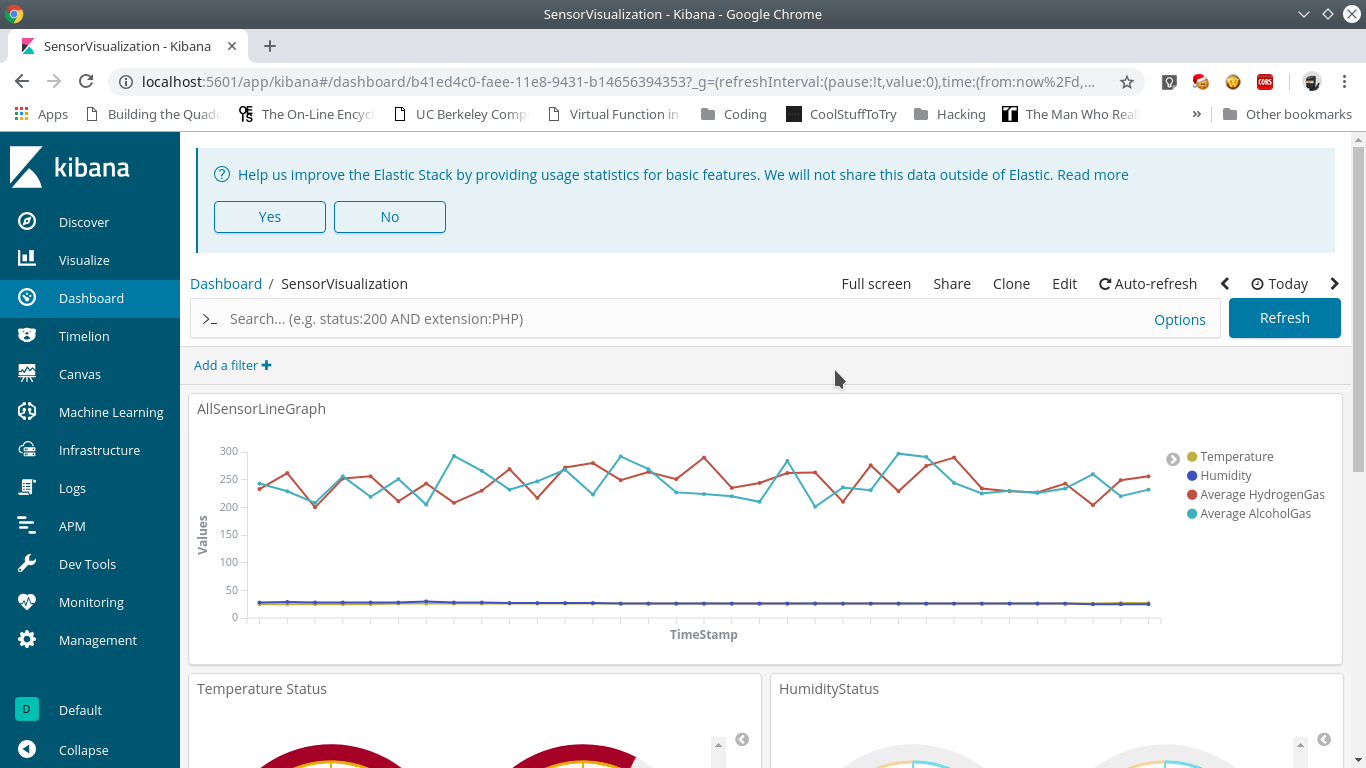 SensorVisualization - Kibana - Google Chrome
SensorVisualization - Kibana
localhost:5601/app/kibana#/dashboard/b41ed4c0-faee-11e8-9431-b14656394353?_g=(refreshInterval:(pause:!t,value:0),time:(from:now%2Fd,...
CORS
Apps
Building the Quad
The On-Line Encyc
UC Berkeley Comp
Virtual Function in
Coding
CoolStuffToTry
Hacking
The Man Who Real
Other bookmarks
kibana
Discover
Visualize
Dashboard
Timelion
Canvas
Machine Learning
Infrastructure
Logs
APM
Dev Tools
Monitoring
Management
D Default
Collapse
Help us improve the Elastic Stack by providing usage statistics for basic features. We will not share this data outside of Elastic. Read more
Yes
No
Dashboard / SensorVisualization
Full screen
Share
Clone
Edit
Auto-refresh
Today
>_ Search... (e.g. status:200 AND extension:PHP)
Options
Refresh
Add a filter +
AllSensorLineGraph
300
250
200
150
100
50
0
Values
TimeStamp
Temperature
Humidity
Average HydrogenGas
Average AlcoholGas
Temperature Status
HumidityStatus